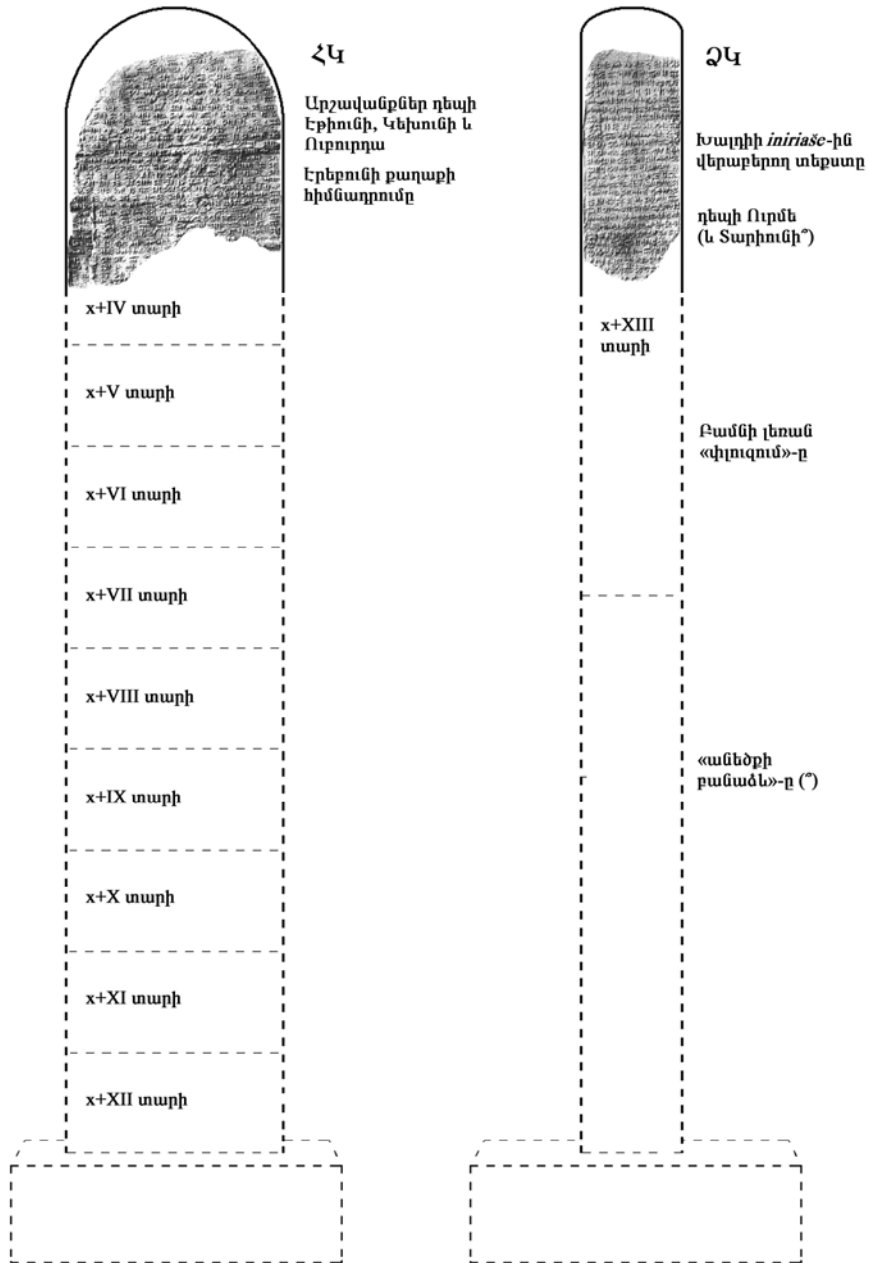 ՀԿ
Արշավանքներ դեպի
Էթիունի, Կեխունի և
Ուբուրդա
Էրեբունի քաղաքի
հիմնադրումը
x+IV տարի
x+V տարի
x+VI տարի
x+VII տարի
x+VIII տարի
x+IX տարի
x+X տարի
x+XI տարի
x+XII տարի
ՁԿ
Խալդիի iniriaše-ին
վերաբերող տեքստը
դեպի Ուրմե
(և Տարիունի՞)
x+XIII
տարի
Բամնի լեռան
«փլուզում»-ը
«անեծքի
բանաձև»-ը (՞)